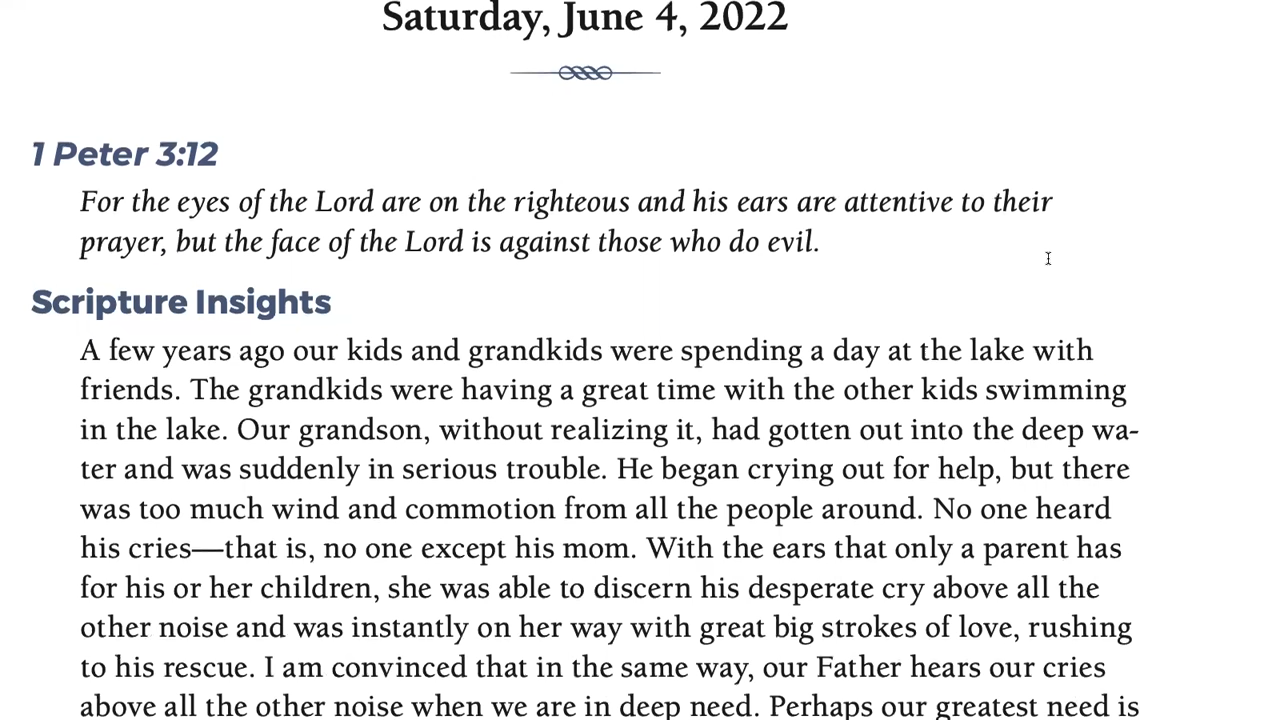 Saturday, June 4, 2022
1 Peter 3:12
For the eyes of the Lord are on the righteous and his ears are attentive to their
prayer, but the face of the Lord is against those who do evil.
Scripture Insights
A few years ago our kids and grandkids were spending a day at the lake with
friends. The grandkids were having a great time with the other kids swimming
in the lake. Our grandson, without realizing it, had gotten out into the deep wa-
ter and was suddenly in serious trouble. He began crying out for help, but there
was too much wind and commotion from all the people around. No one heard
his cries—that is, no one except his mom. With the ears that only a parent has
for his or her children, she was able to discern his desperate cry above all the
other noise and was instantly on her way with great big strokes of love, rushing
to his rescue. I am convinced that in the same way, our Father hears our cries
above all the other noise when we are in deep need. Perhaps our greatest need is